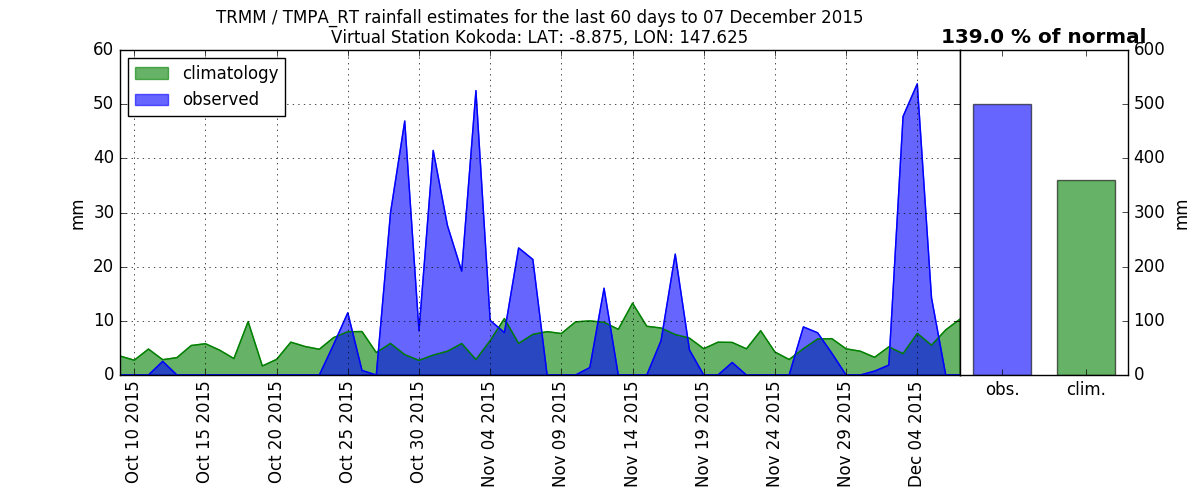 TRMM / TMPA_RT rainfall estimates for the last 60 days to 07 December 2015
Virtual Station Kokoda: LAT: -8.875, LON: 147.625
139.0 % of normal
climatology
observed
60
50
40
30
20
10
0
mm
600
500
400
300
200
100
0
mm
Oct 10 2015
Oct 15 2015
Oct 20 2015
Oct 25 2015
Oct 30 2015
Nov 04 2015
Nov 09 2015
Nov 14 2015
Nov 19 2015
Nov 24 2015
Nov 29 2015
Dec 04 2015
obs.
clim.